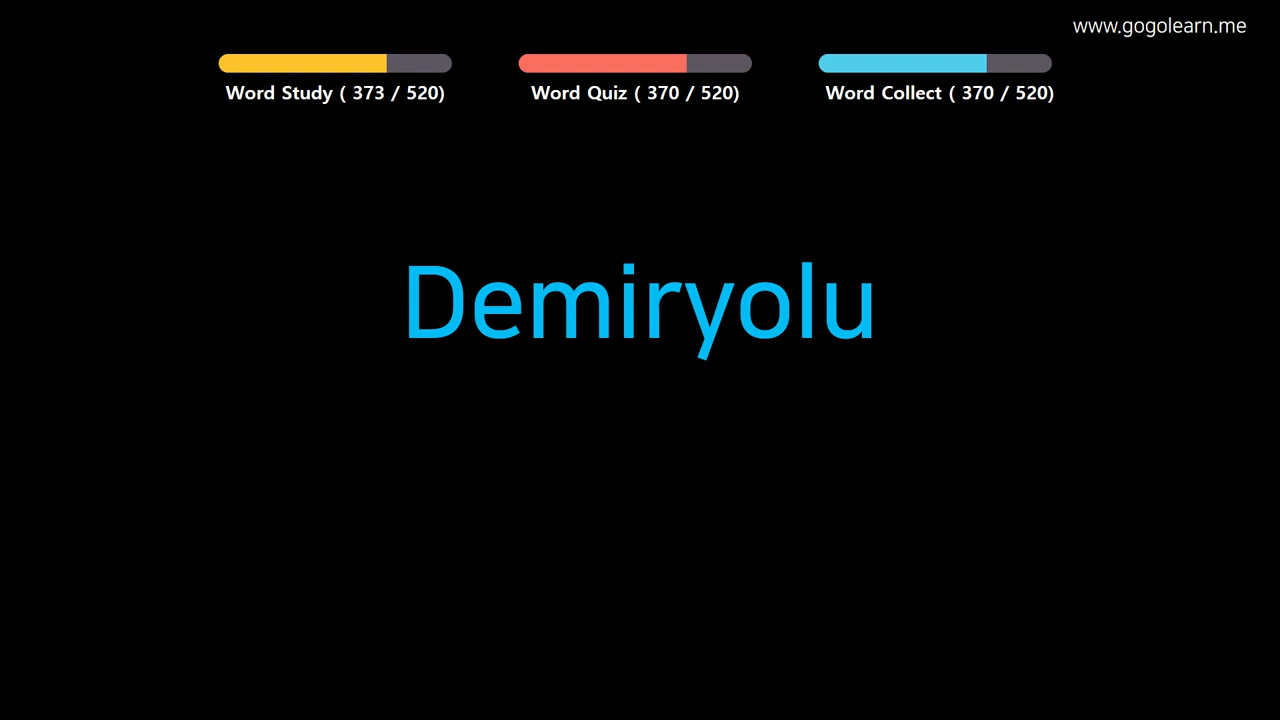 www.gogolearn.me
Word Study ( 373 / 520)
Word Quiz ( 370 / 520)
Word Collect ( 370 / 520)
Demiryolu